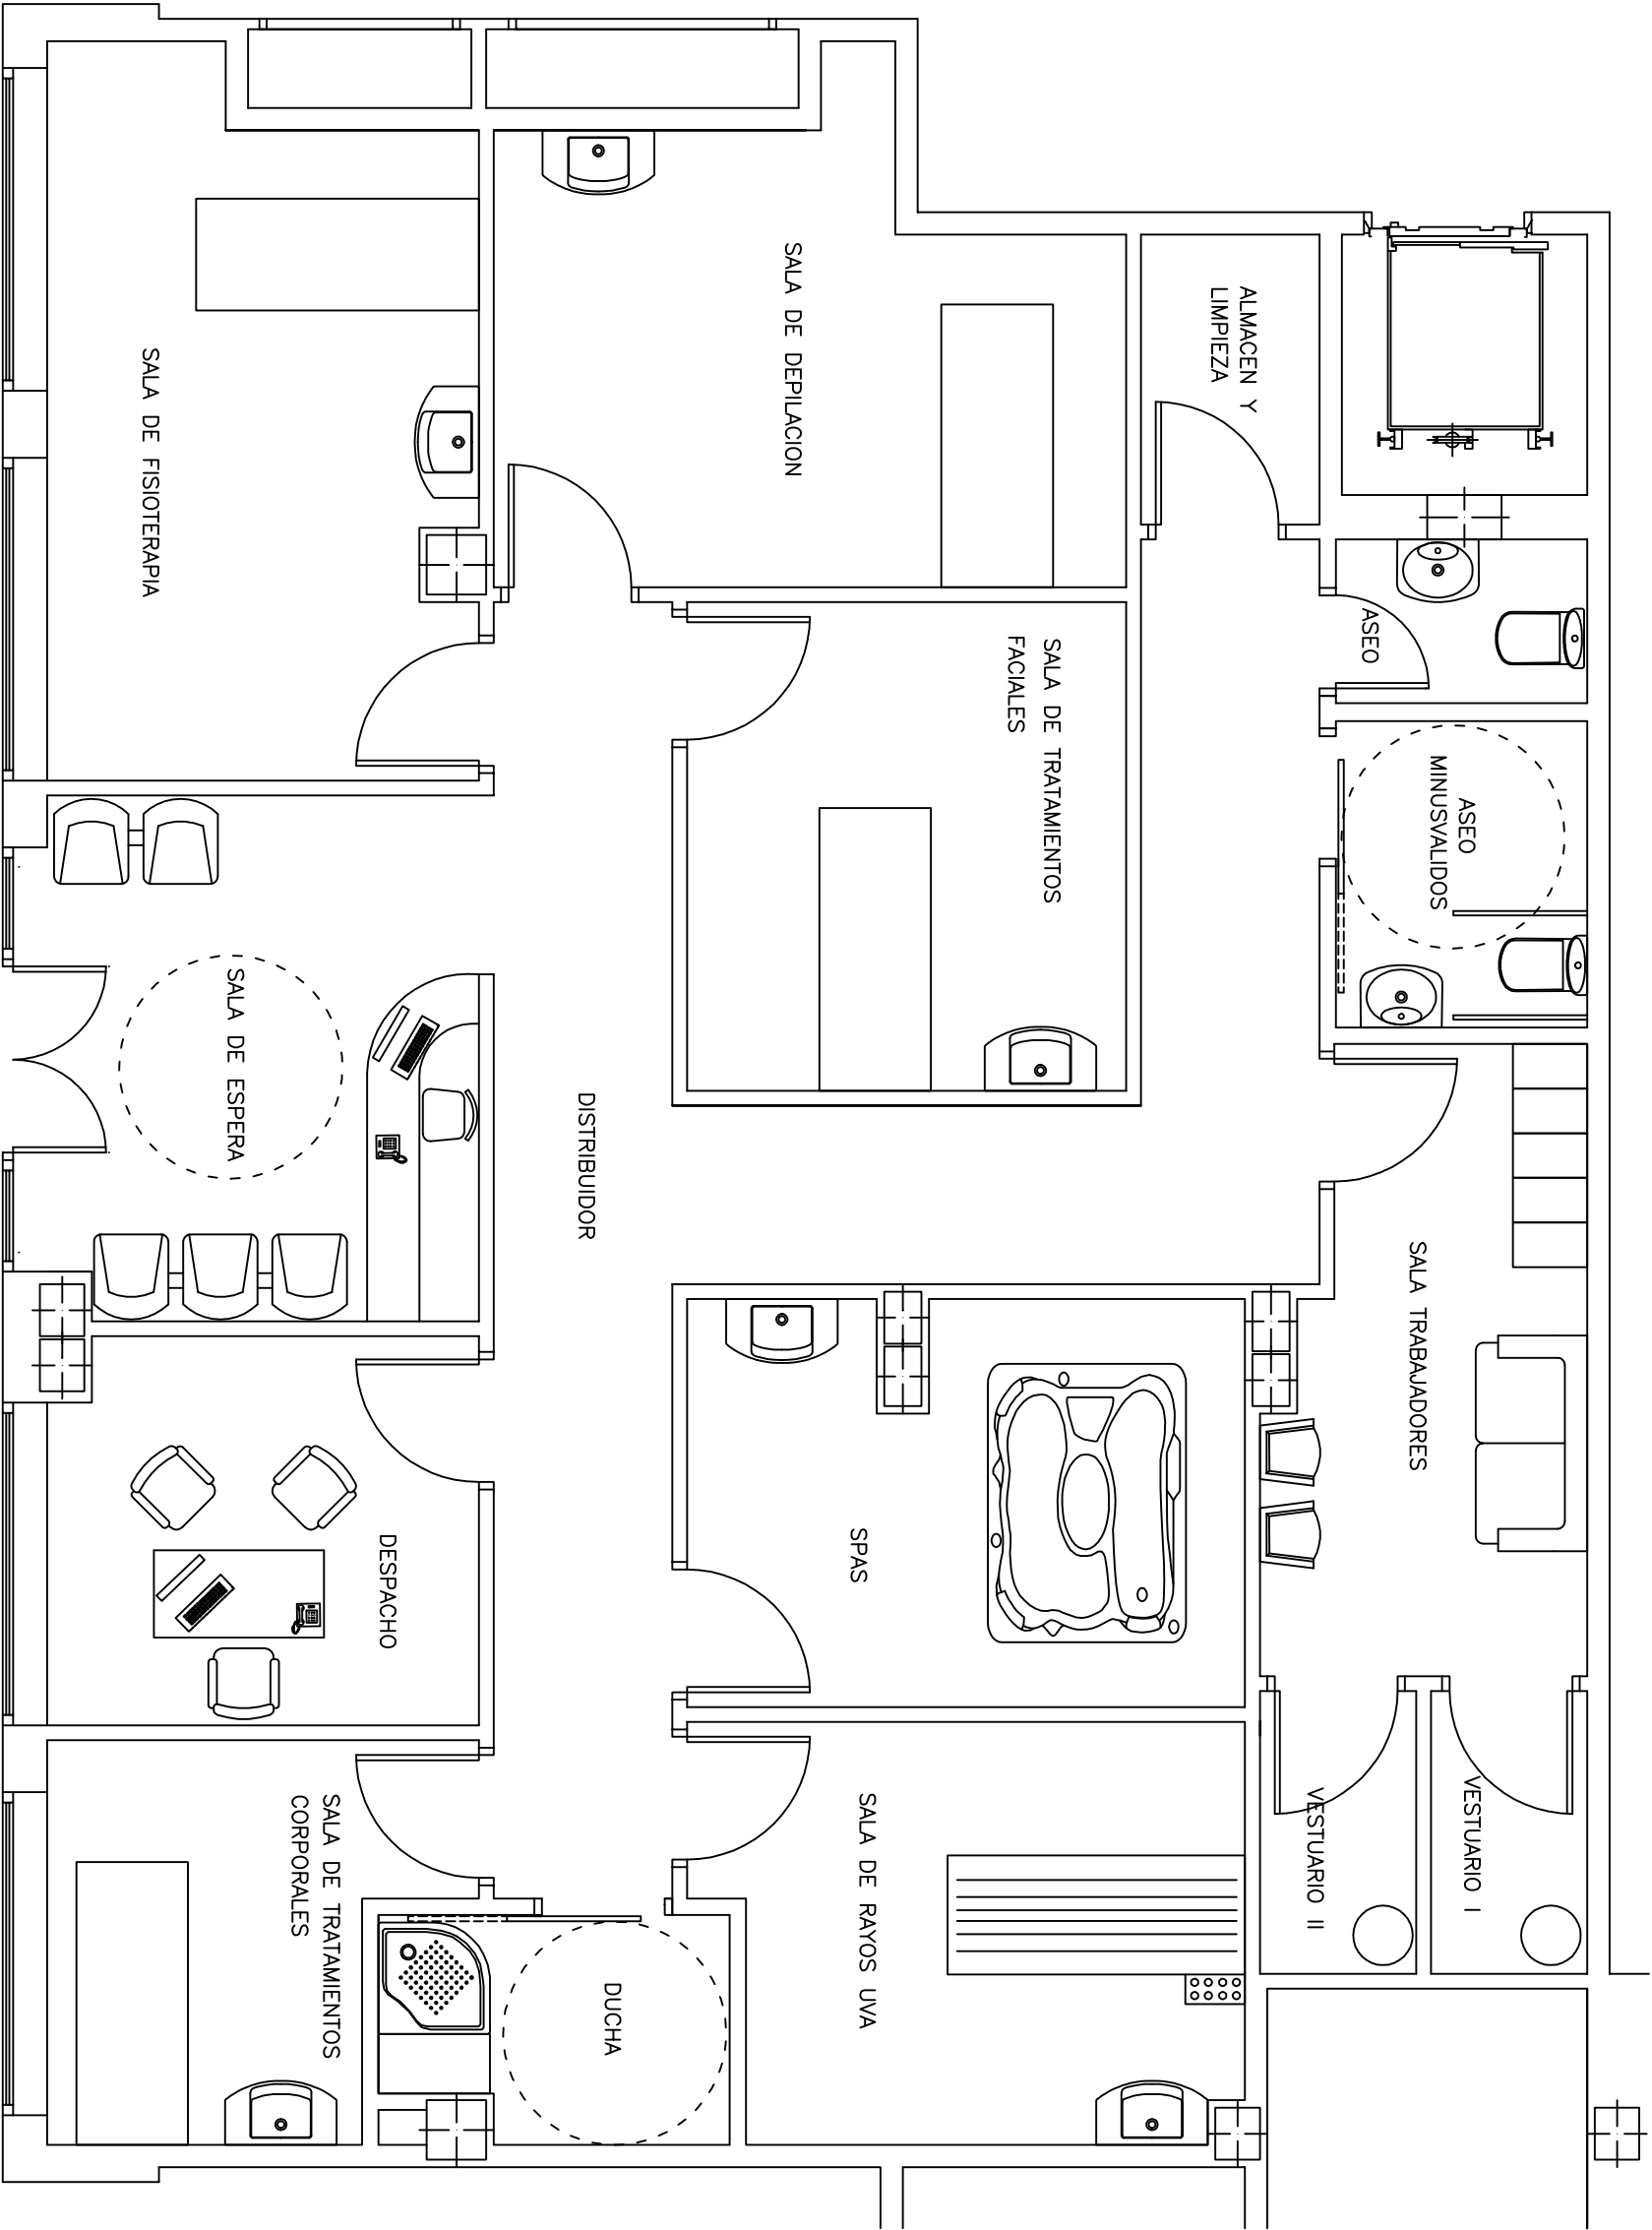 ALMACEN Y
LIMPIEZA
SALA DE DEPILACION
SALA DE FISIOTERAPIA
ASEO
SALA DE TRATAMIENTOS
FACIALES
ASEO
MINUSVALIDOS
SALA DE ESPERA
DISTRIBUIDOR
SALA TRABAJADORES
SPAS
DESPACHO
VESTUARIO I
VESTUARIO II
SALA DE RAYOS UVA
SALA DE TRATAMIENTOS
CORPORALES
DUCHA